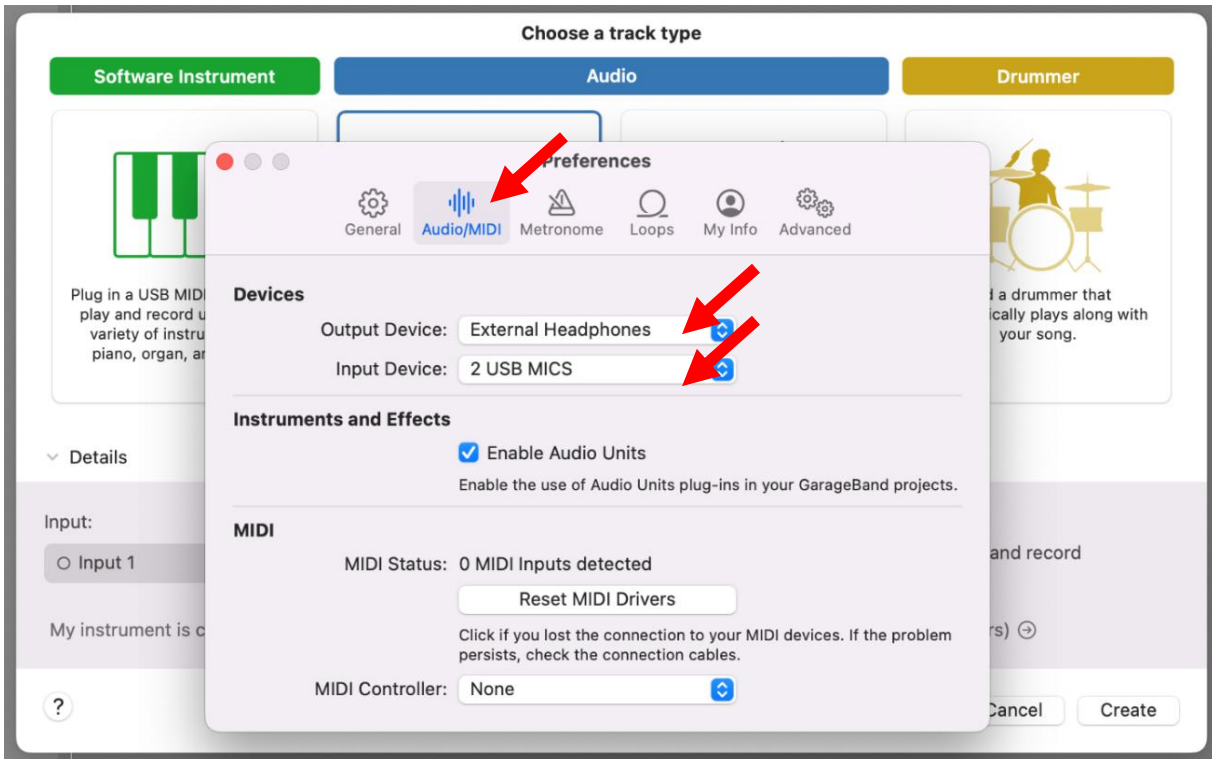 Choose a track type
Software Instrument
Audio
Drummer
Preferences
General
Audio/MIDI
Metronome
Loops
My Info
Advanced
Plug in a USB MIDI
play and record u
variety of instru
piano, organ, an
Devices
Output Device: External Headphones
Input Device: 2 USB MICS
Instruments and Effects
Enable Audio Units
Enable the use of Audio Units plug-ins in your GarageBand projects.
MIDI
MIDI Status: 0 MIDI Inputs detected
Reset MIDI Drivers
Click if you lost the connection to your MIDI devices. If the problem
persists, check the connection cables.
MIDI Controller: None
a drummer that
ically plays along with
your song.
Details
Input:
Input 1
and record
My instrument is c
rs)
?
Cancel
Create